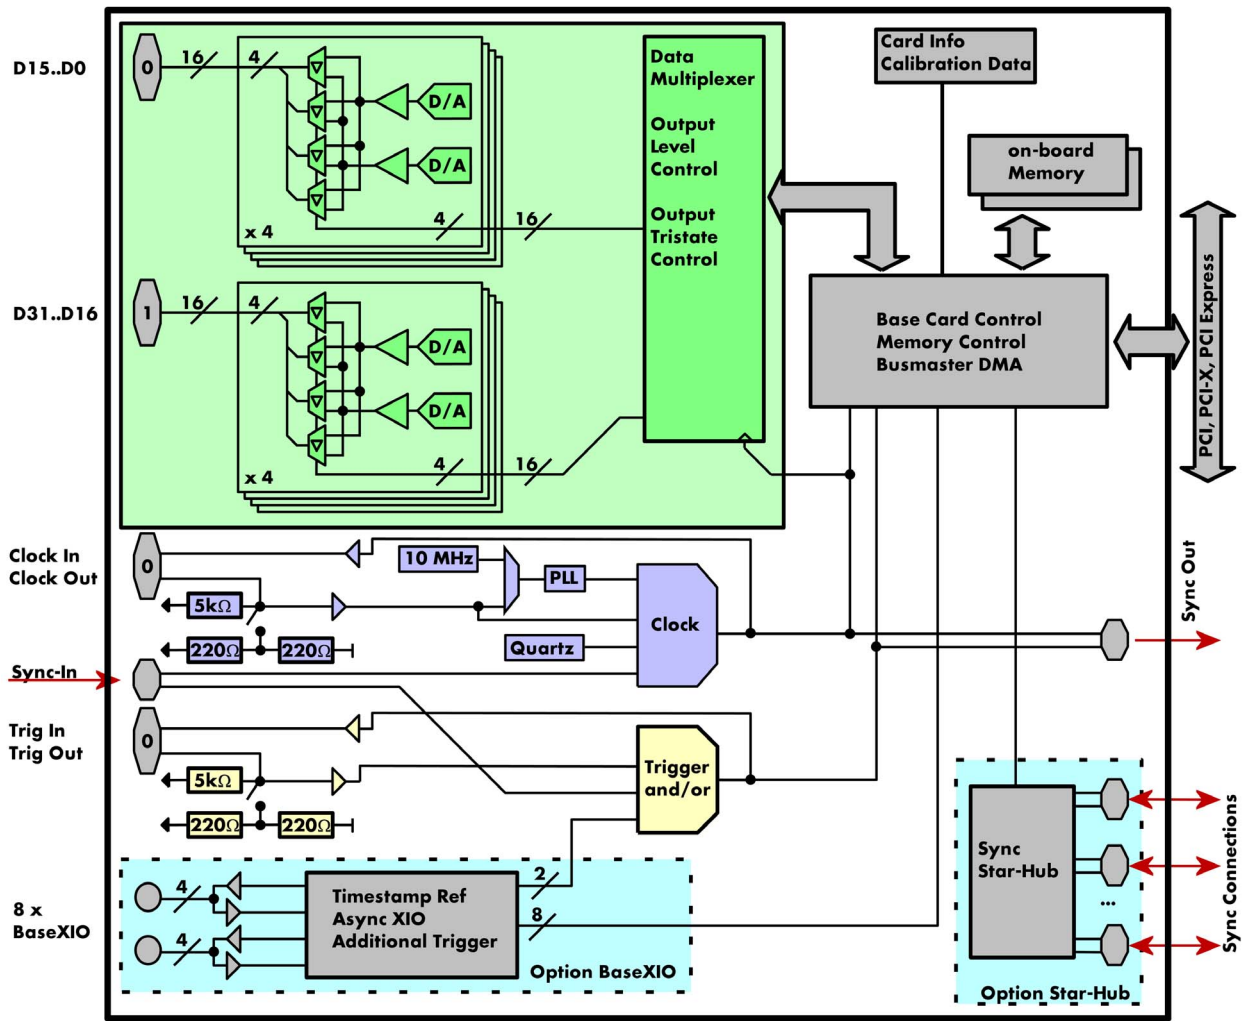 D15..D0
0
16
4
D/A
D/A
4
16
x 4
Data
Multiplexer
Output
Level
Control
Output
Tristate
Control
Card Info
Calibration Data
on-board
Memory
PCI, PCI-X, PCI Express
Base Card Control
Memory Control
Busmaster DMA
D31..D16
1
16
4
D/A
D/A
4
16
x 4
Clock In
Clock Out
0
10 MHz
PLL
5kΩ
220Ω
220Ω
Quartz
Clock
Sync Out
Sync-In
Trig In
Trig Out
0
5kΩ
220Ω
220Ω
Trigger
and/or
8 x
BaseXIO
4
4
Timestamp Ref
Async XIO
Additional Trigger
2
8
Option BaseXIO
Sync
Star-Hub
...
Option Star-Hub
Sync Connections